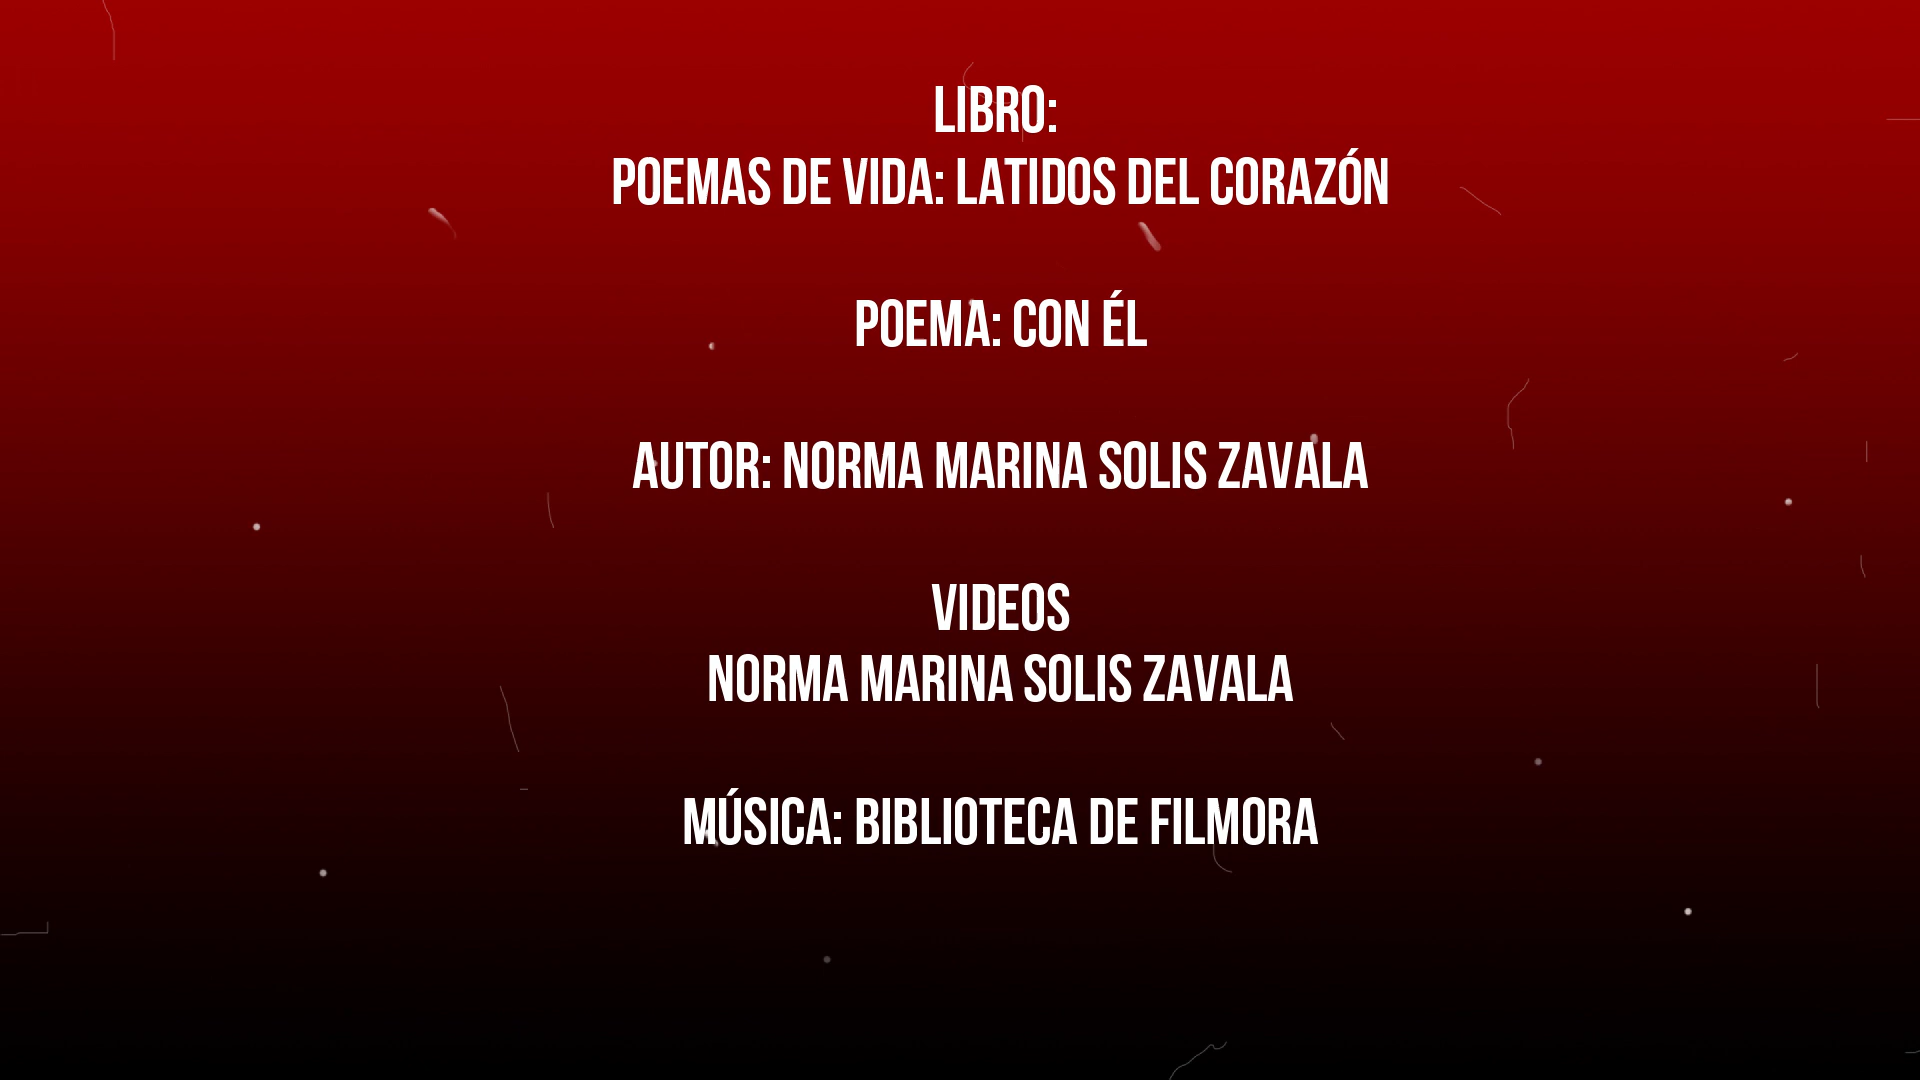 LIBRO:
POEMAS DE VIDA: LATIDOS DEL CORAZÓN
POEMA: CON ÉL
AUTOR: NORMA MARINA SOLIS ZAVALA
VIDEOS
NORMA MARINA SOLIS ZAVALA
MÚSICA: BIBLIOTECA DE FILMORA